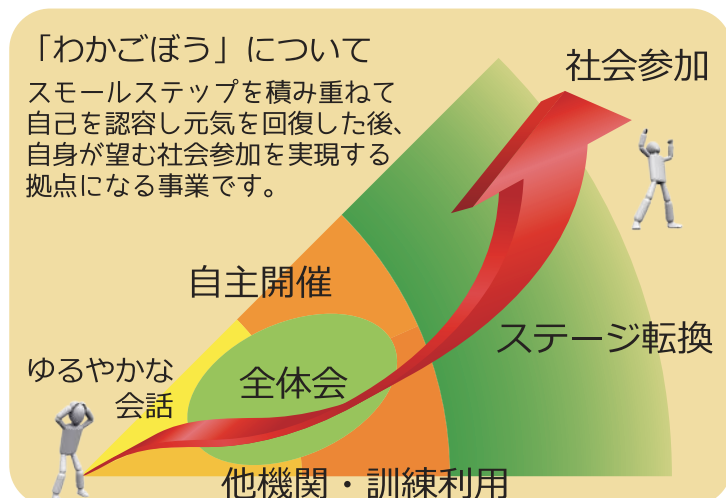 「わかごぼう」について
スモールステップを積み重ねて
自己を認容し元気を回復した後、
自身が望む社会参加を実現する
拠点になる事業です。
社会参加
自主開催
ステージ転換
ゆるやかな
会話
全体会
他機関・訓練利用